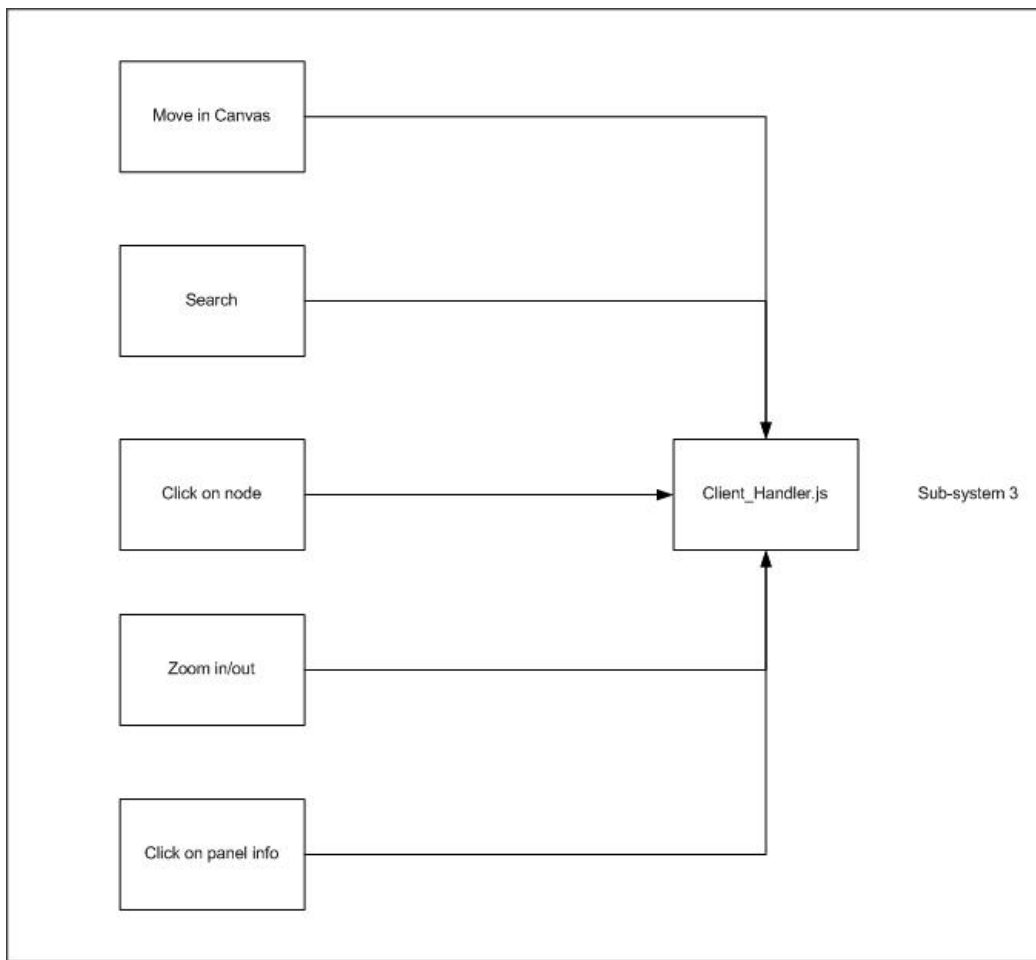 Move in Canvas
Search
Click on node
Client_Handler.js
Sub-system 3
Zoom in/out
Click on panel info